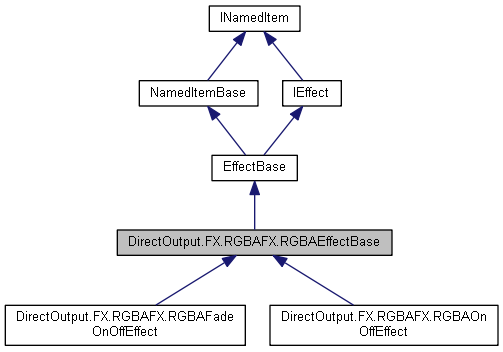 INamedItem
NamedItemBase
IEffect
EffectBase
DirectOutput.FX.RGBAFX.RGBAEffectBase
DirectOutput.FX.RGBAFX.RGBAFade
OnOffEffect
DirectOutput.FX.RGBAFX.RGBAOn
OffEffect